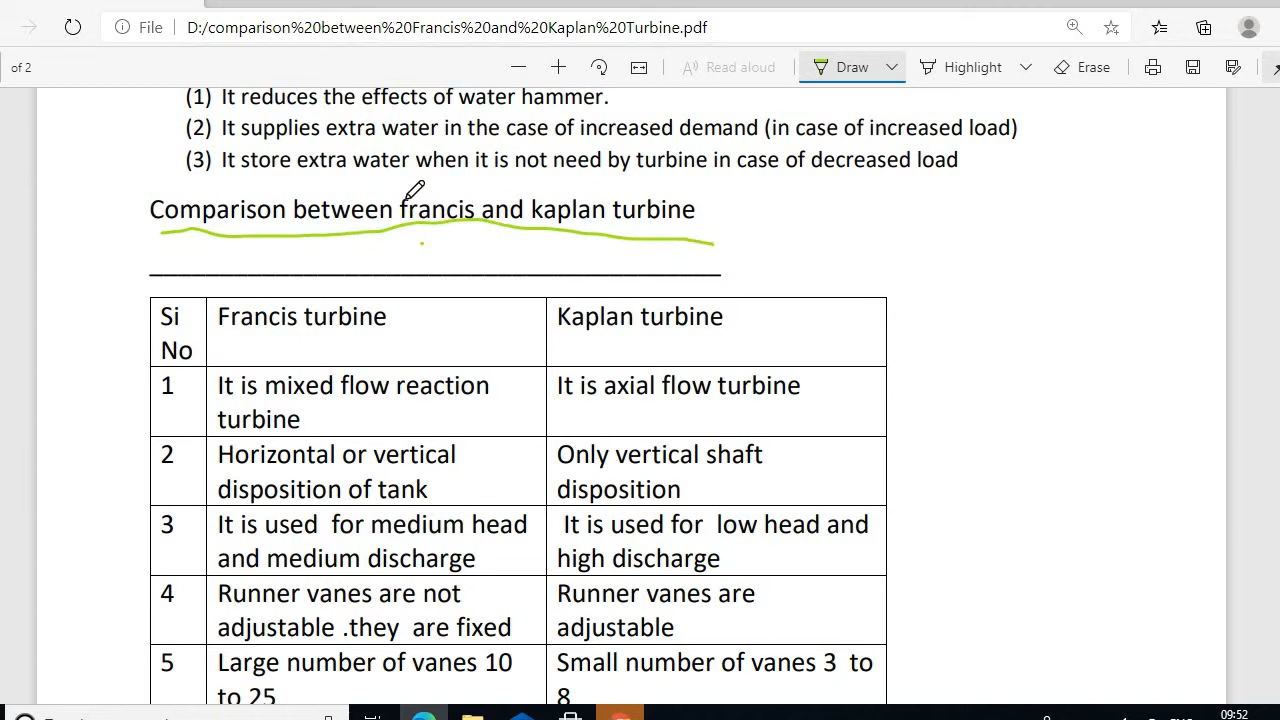 File D:/comparison%20between%20Francis%20and%20Kaplan%20Turbine.pdf
of 2 Read aloud Draw Highlight Erase
(1) It reduces the effects of water hammer.
(2) It supplies extra water in the case of increased demand (in case of increased load)
(3) It store extra water when it is not need by turbine in case of decreased load
Comparison between francis and kaplan turbine
Si No
Francis turbine
Kaplan turbine
1
It is mixed flow reaction
turbine
It is axial flow turbine
2
Horizontal or vertical
disposition of tank
Only vertical shaft
disposition
3
It is used for medium head
and medium discharge
It is used for low head and
high discharge
4
Runner vanes are not
adjustable .they are fixed
Runner vanes are
adjustable
5
Large number of vanes 10
to 25
Small number of vanes 3 to
8
09:52